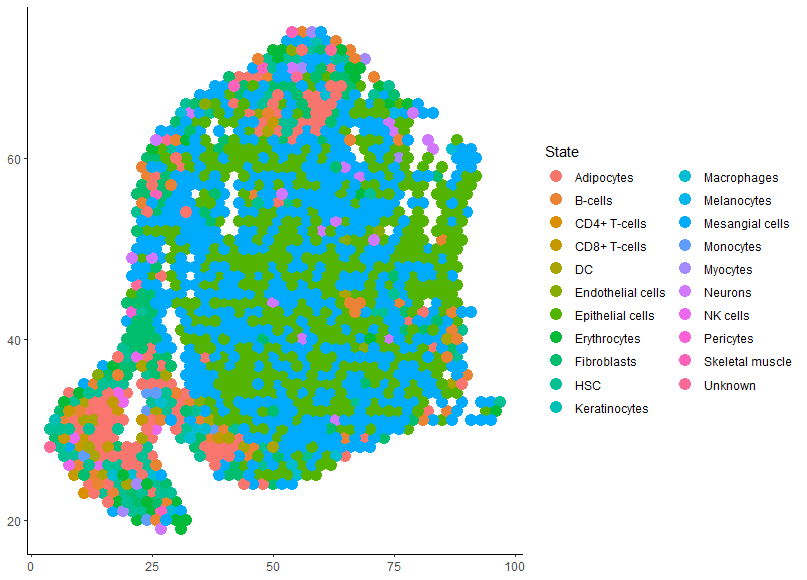 State
Adipocytes
B-cells
CD4+ T-cells
CD8+ T-cells
DC
Endothelial cells
Epithelial cells
Erythrocytes
Fibroblasts
HSC
Keratinocytes
Macrophages
Melanocytes
Mesangial cells
Monocytes
Myocytes
Neurons
NK cells
Pericytes
Skeletal muscle
Unknown
60
40
20
0
25
50
75
100